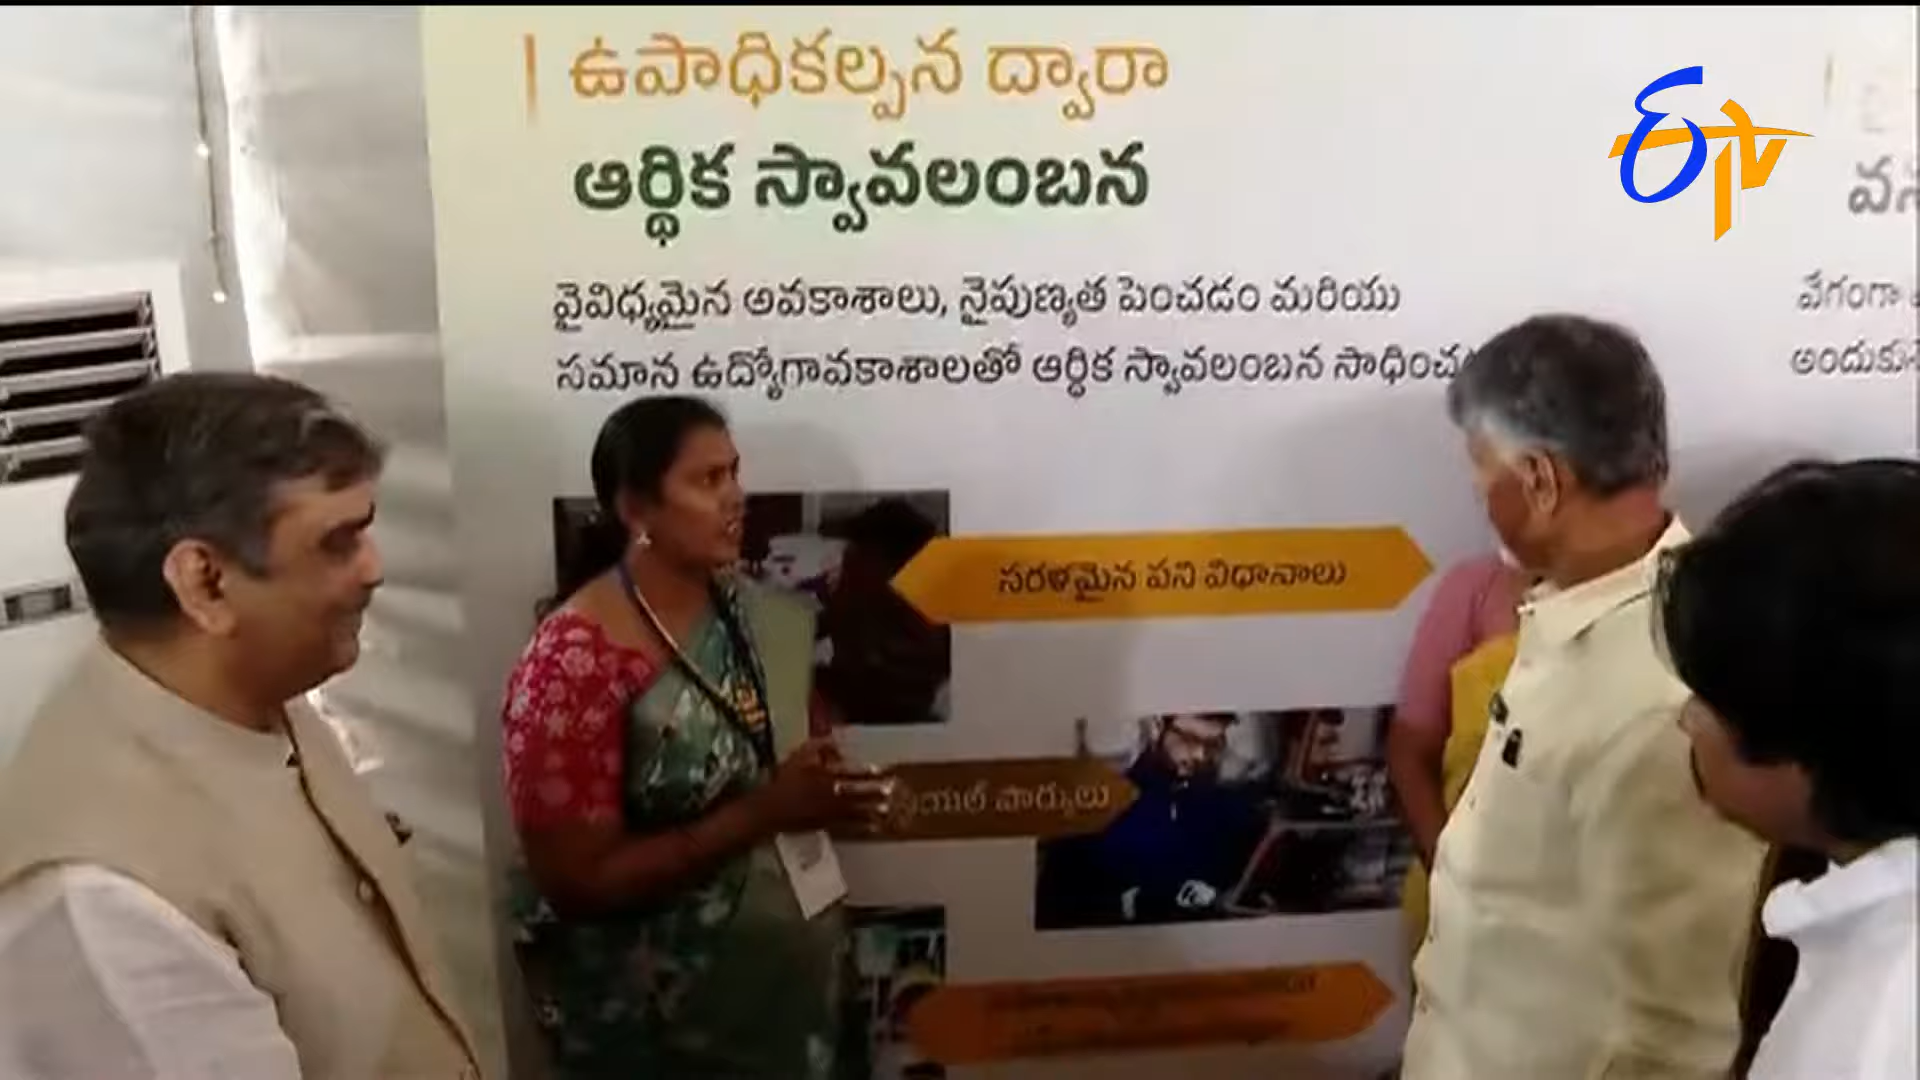 ఉపాధికల్పన ద్వారా
ఆర్థిక స్వావలంబన
వైవిధ్యమైన అవకాశాలు, నైపుణ్యత పెంచడం మరియు
సమాన ఉద్యోగావకాశాలతో ఆర్థిక స్వావలంబన
సరళమైన పని విధానాలు
పార్కులు
వేగంగా
ఈtv